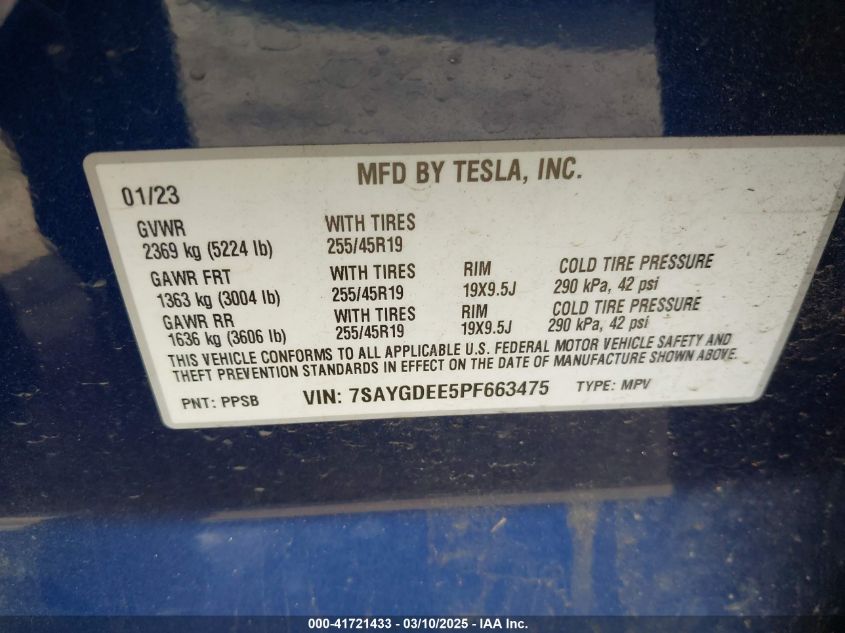 MFD BY TESLA, INC.
01/23
GVWR WITH TIRES
2369 kg (5224 lb) 255/45R19
GAWR FRT WITH TIRES RIM COLD TIRE PRESSURE
1363 kg (3004 lb) 255/45R19 19X9.5J 290 kPa, 42 psi
GAWR RR WITH TIRES RIM COLD TIRE PRESSURE
1636 kg (3606 lb) 255/45R19 19X9.5J 290 kPa, 42 psi
THIS VEHICLE CONFORMS TO ALL APPLICABLE U.S. FEDERAL MOTOR VEHICLE SAFETY AND
THEFT PREVENTION STANDARDS IN EFFECT ON THE DATE OF MANUFACTURE SHOWN ABOVE.
PNT: PPSB VIN: 7SAYGDEE5PF663475 TYPE: MPV
000-41721433 - 03/10/2025 - IAA Inc.